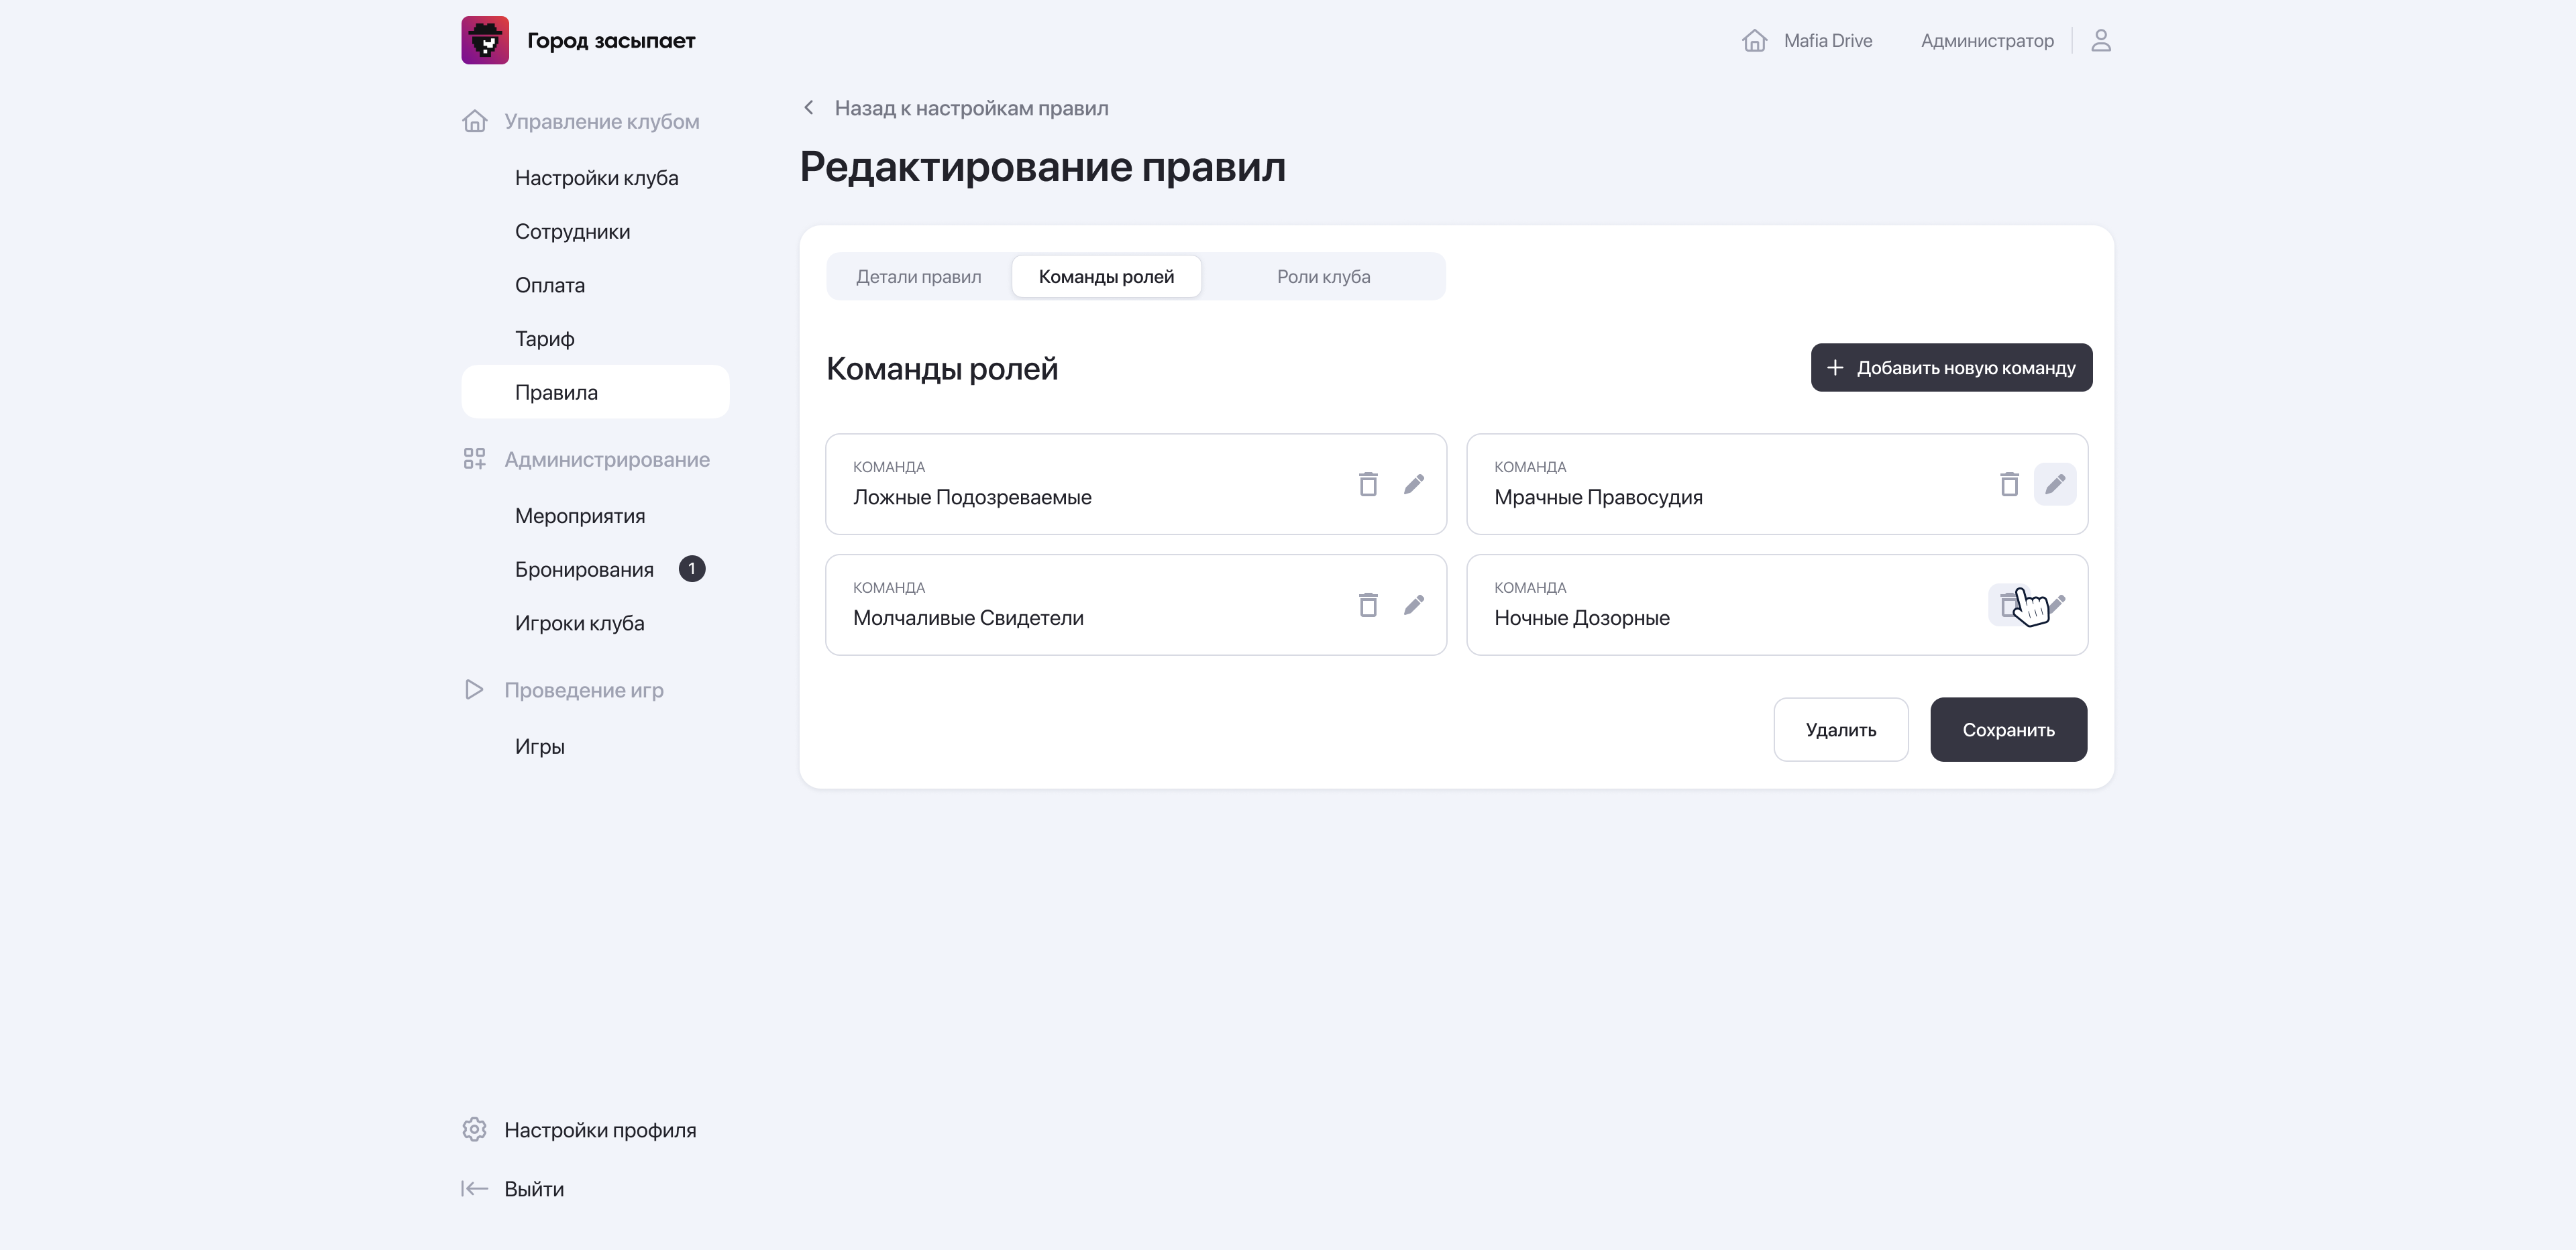 Город засыпает
Mafia Drive
Администратор
Управление клубом
Настройки клуба
Сотрудники
Оплата
Тариф
Правила
Администрирование
Мероприятия
Бронирования 1
Игроки клуба
Проведение игр
Игры
Настройки профиля
Выйти
Назад к настройкам правил
Редактирование правил
Детали правил
Команды ролей
Роли клуба
Команды ролей
Добавить новую команду
КОМАНДА
Ложные Подозреваемые
КОМАНДА
Мрачные Правосудия
КОМАНДА
Молчаливые Свидетели
КОМАНДА
Ночные Дозорные
Удалить
Сохранить